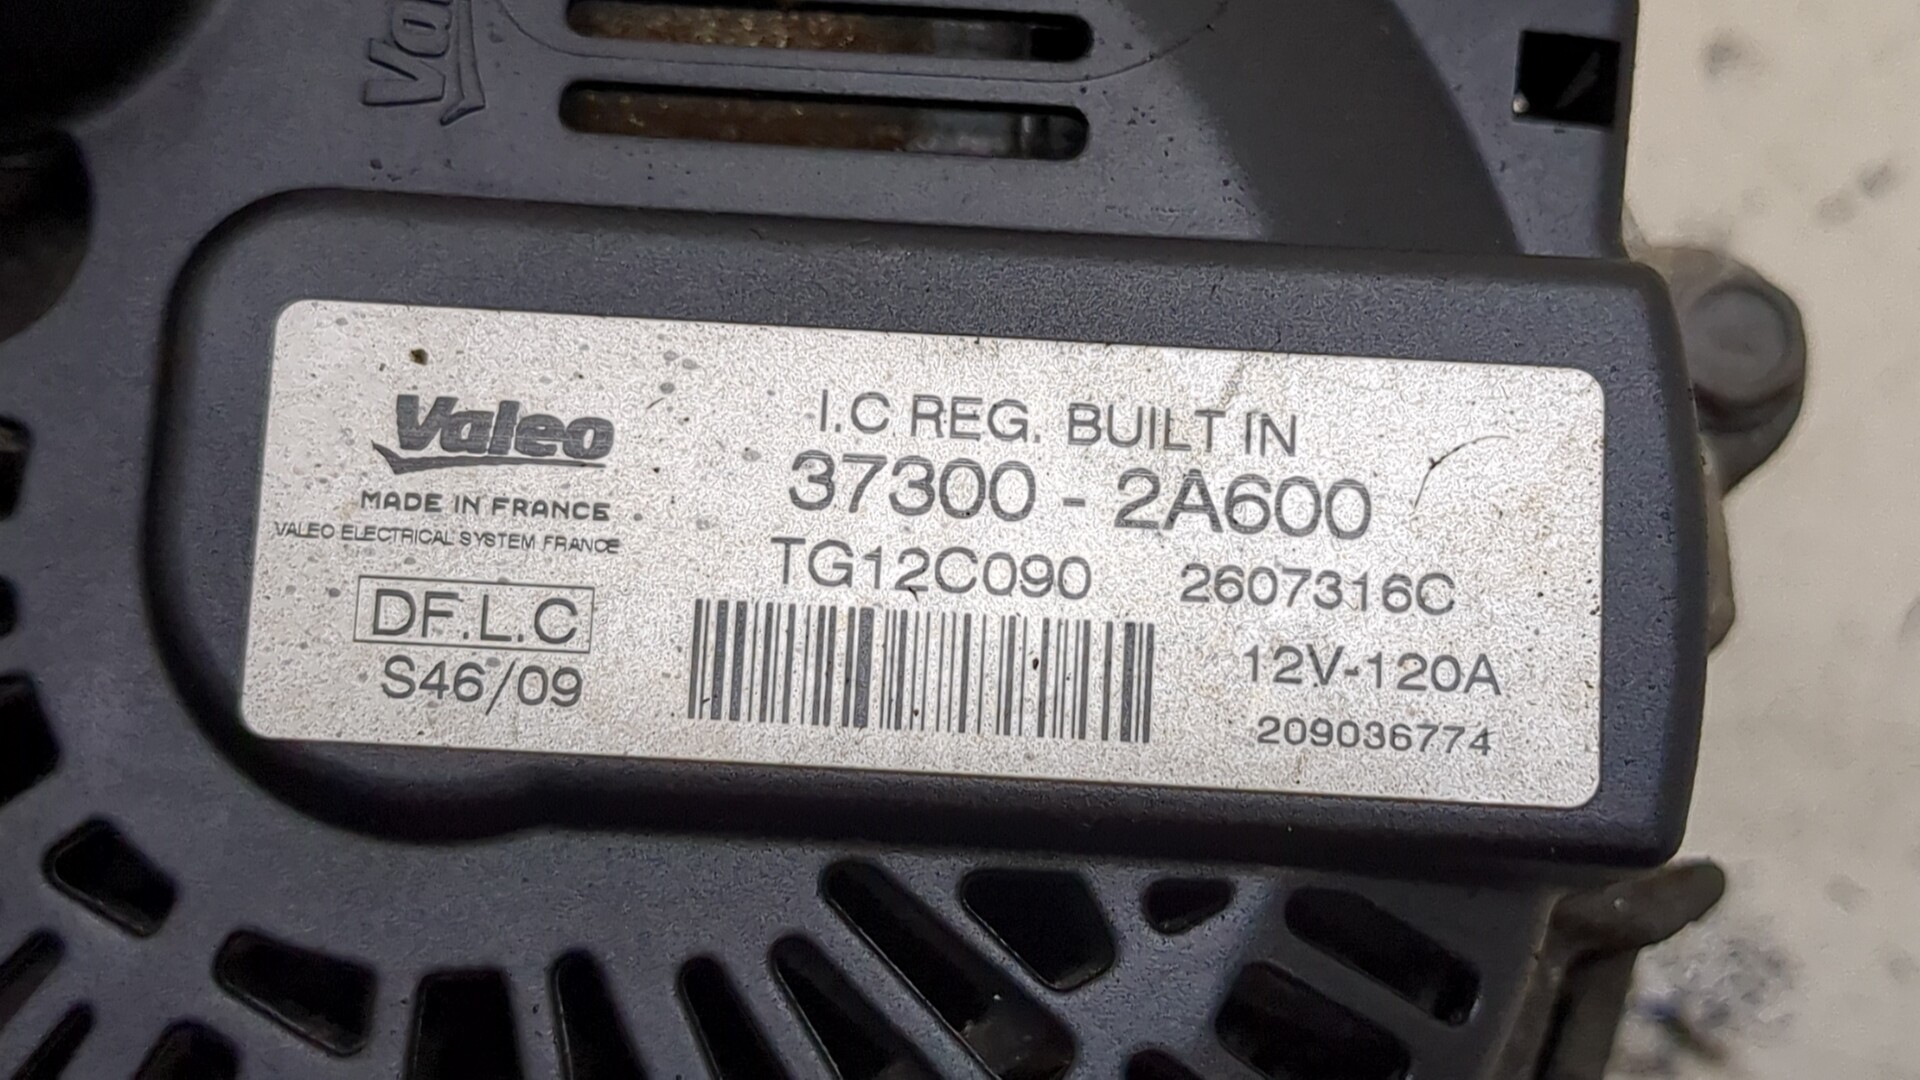 Valeo
MADE IN FRANCE
VALEO ELECTRICAL SYSTEM FRANCE
DF.L.C
S46/09
I.C REG. BUILT IN
37300-2A600
TG12C090 2607316C
12V-120A
209036774